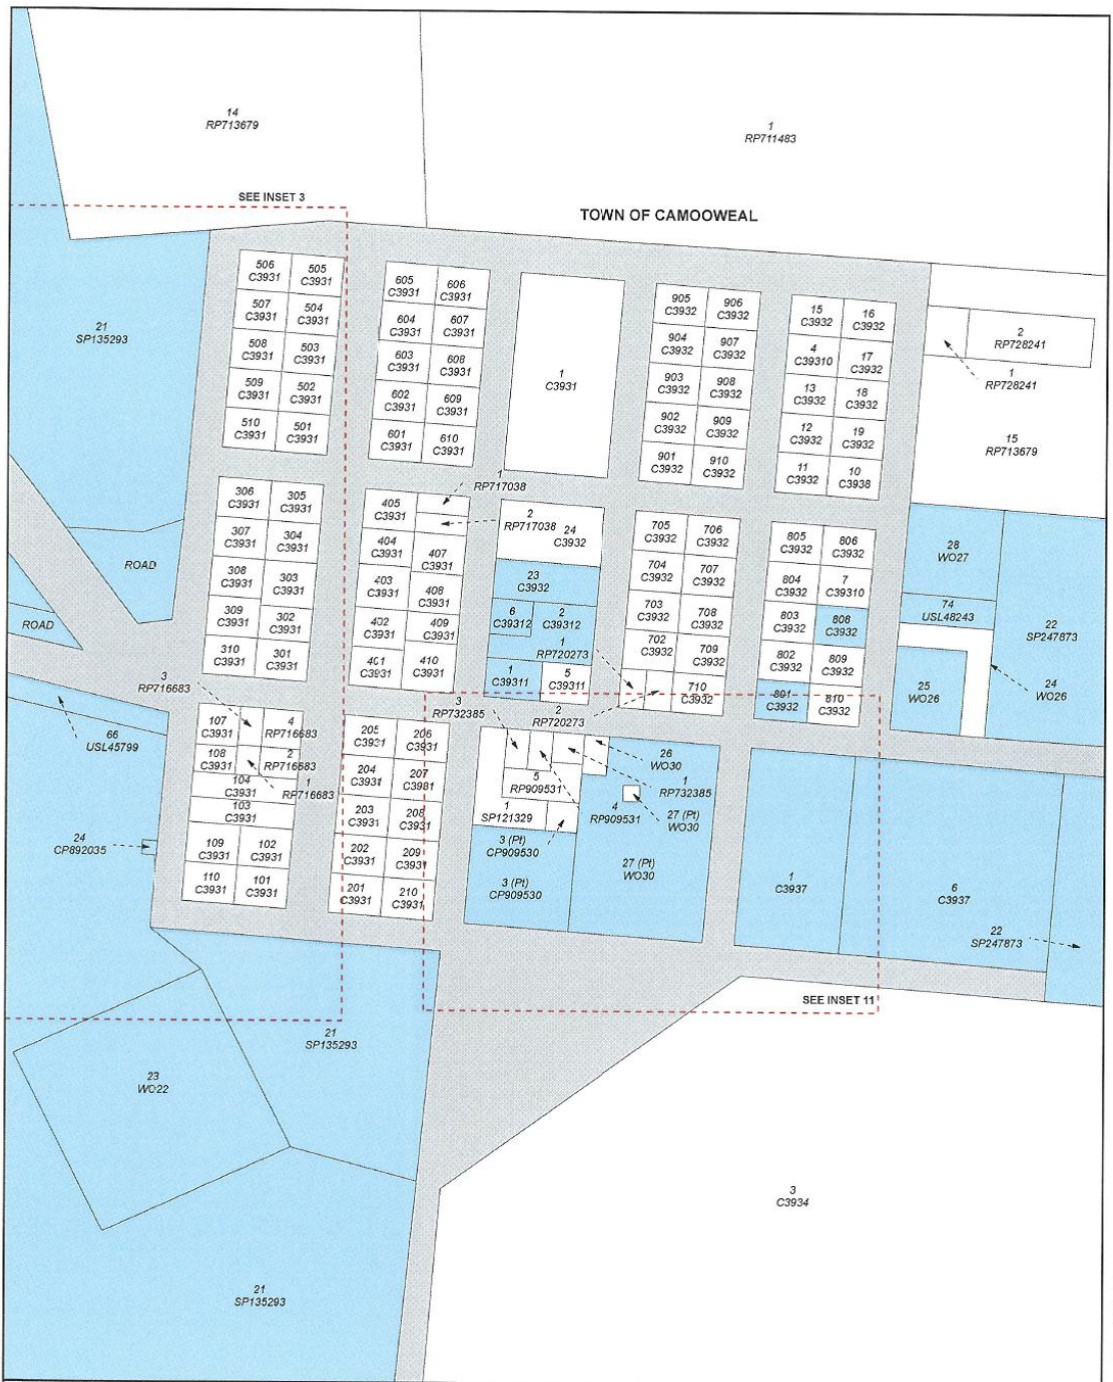 14
RP713679
1
RP711483
SEE INSET 3
TOWN OF CAMOOWEAL
506
C3931
505
C3931
507
C3931
504
C3931
508
C3931
503
C3931
509
C3931
502
C3931
510
C3931
501
C3931
605
C3931
606
C3931
604
C3931
607
C3931
603
C3931
608
C3931
602
C3931
609
C3931
601
C3931
610
C3931
1
C3931
905
C3932
906
C3932
904
C3932
907
C3932
903
C3932
908
C3932
902
C3932
909
C3932
901
C3932
910
C3932
15
C3932
16
C3932
4
C39310
17
C3932
13
C3932
18
C3932
12
C3932
19
C3932
11
C3932
10
C3938
2
RP728241
1
RP728241
15
RP713679
21
SP135293
ROAD
ROAD
306
C3931
305
C3931
307
C3931
304
C3931
308
C3931
303
C3931
309
C3931
302
C3931
310
C3931
301
C3931
1
RP717038
405
C3931
2
RP717038
404
C3931
407
C3931
403
C3931
408
C3931
402
C3931
409
C3931
401
C3931
410
C3931
24
C3932
23
C3932
6
C39312
2
C39312
1
RP720273
1
C39311
5
C39311
2
RP720273
705
C3932
706
C3932
704
C3932
707
C3932
703
C3932
708
C3932
702
C3932
709
C3932
710
C3932
805
C3932
806
C3932
804
C3932
7
C39310
803
C3932
808
C3932
802
C3932
809
C3932
801
C3932
810
C3932
28
WO27
74
USL48243
22
SP247873
25
WO26
24
WO26
3
RP716683
66
USL45799
107
C3931
4
RP716683
108
C3931
2
RP716683
1
RP716683
104
C3931
103
C3931
109
C3931
102
C3931
110
C3931
101
C3931
24
CP892035
205
C3931
206
C3931
204
C3931
207
C3981
203
C3931
208
C3931
202
C3931
209
C3931
201
C3931
210
C3931
3
RP732385
26
WO30
5
RP909531
1
RP732385
1
SP121329
4
RP909531
27 (Pt)
WO30
3 (Pt)
CP909530
3 (Pt)
CP909530
27 (Pt)
WO30
1
C3937
6
C3937
22
SP247873
SEE INSET 11
21
SP135293
23
WO22
3
C3934
21
SP135293